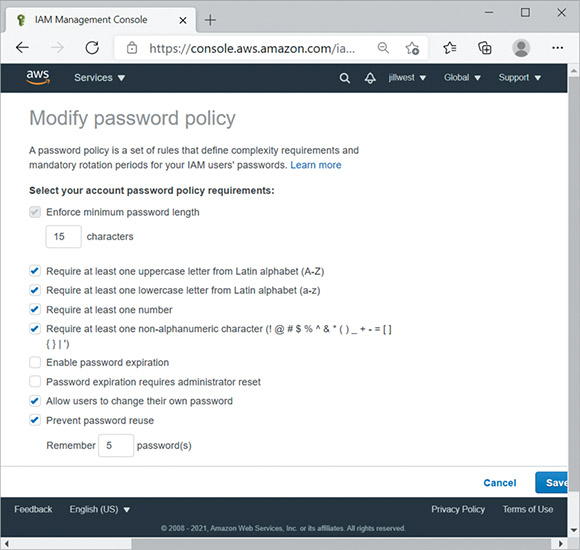 IAM Management Console
https://console.aws.amazon.com/ia...
aws Services jillwest Global Support
Modify password policy
A password policy is a set of rules that define complexity requirements and
mandatory rotation periods for your IAM users' passwords. Learn more
Select your account password policy requirements:
Enforce minimum password length
15 characters
Require at least one uppercase letter from Latin alphabet (A-Z)
Require at least one lowercase letter from Latin alphabet (a-z)
Require at least one number
Require at least one non-alphanumeric character (! @ # $ % ^ & * ( ) _ + - = [ ]
{ } | ')
Enable password expiration
Password expiration requires administrator reset
Allow users to change their own password
Prevent password reuse
Remember 5 password(s)
Cancel Save
Feedback English (US) Privacy Policy Terms of Use
© 2008 - 2021, Amazon Web Services, Inc. or its affiliates. All rights reserved.